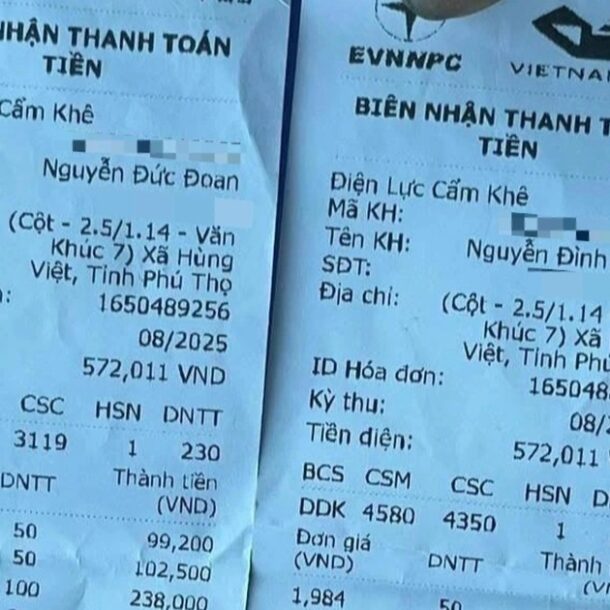 NHẬN THANH TOÁN
TIỀN
Cẩm Khê
Nguyễn Đức Đoan
(Cột - 2.5/1.14 - Văn
Khúc 7) Xã Hùng
Việt, Tỉnh Phú Thọ
1650489256
08/2025
572,011 VND
CSC HSN DNTT
3119 1 230
DNTT Thành tiền
(VND)
50 99,200
50 102,500
100 238,000
EVNNPC
VIETNA
BIÊN NHẬN THANH T
TIỀN
Điện Lực Cẩm Khê
Mã KH:
Tên KH: Nguyễn Đình
SĐT:
Địa chỉ: (Cột - 2.5/1.14
Khúc 7) Xã
Việt, Tỉnh Phú
ID Hóa đơn: 165048
Kỳ thu: 08/
Tiền điện: 572,011
BCS CSM CSC HSN D
DDK 4580 4350 1
Đơn giá
(VND) DNTT Thành
(V
1,984 50